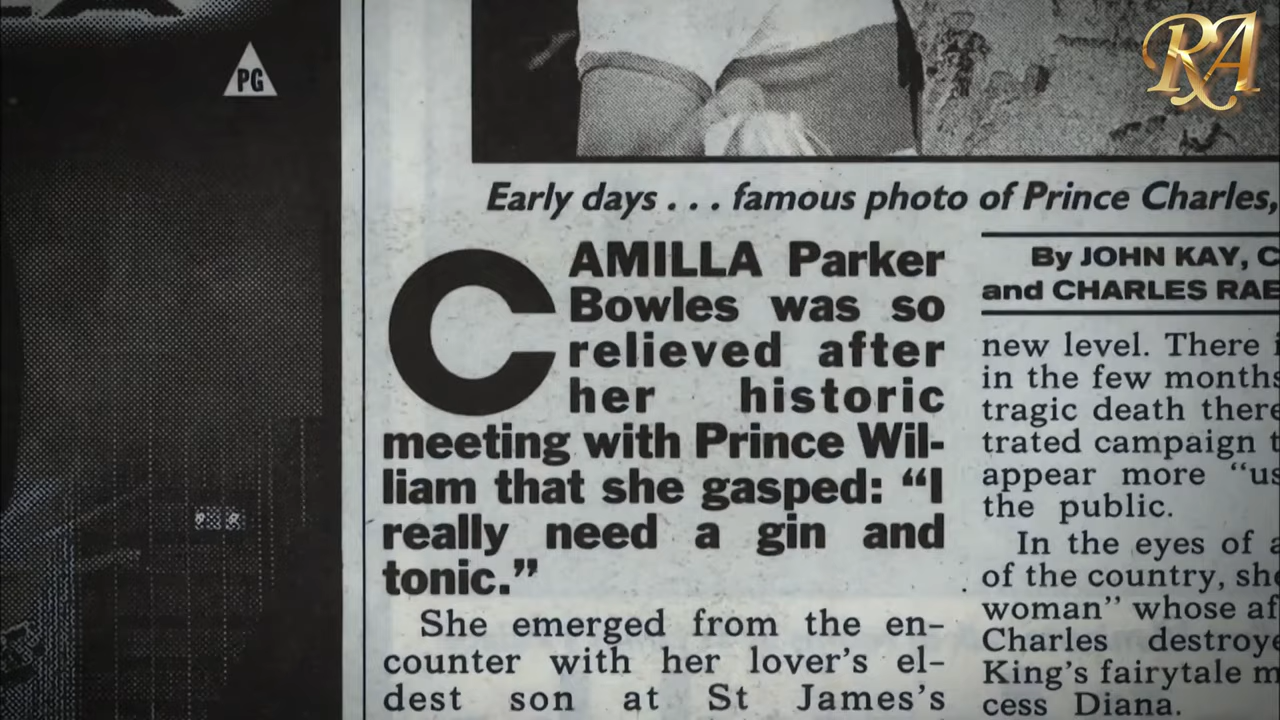 RA
PG
Early days . . . famous photo of Prince Charles,
CAMILLA Parker
Bowles was so
relieved after
her historic
meeting with Prince Wil-
liam that she gasped: “I
really need a gin and
tonic.”
She emerged from the en-
counter with her lover’s el-
dest son at St James’s
By JOHN KAY, C
and CHARLES RAE
new level. There i
in the few months
tragic death there
trated campaign t
appear more “us
the public.
In the eyes of a
of the country, she
woman” whose af
Charles destroye
King’s fairytale m
cess Diana.